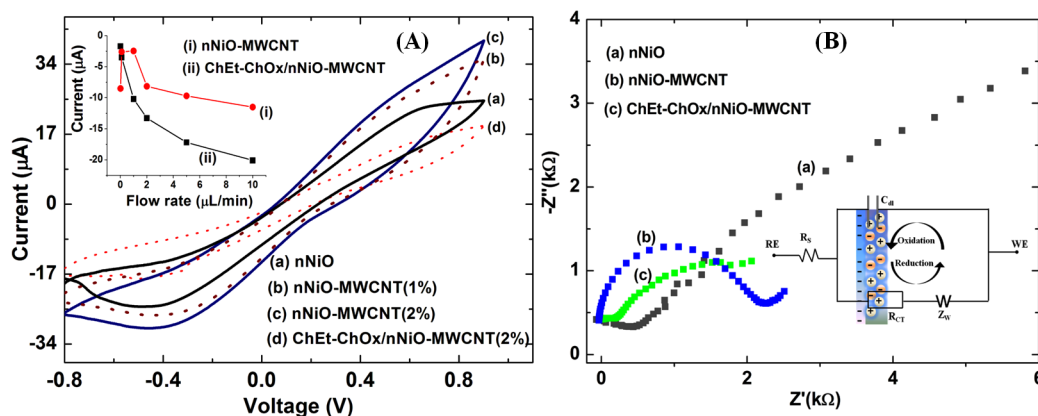 (A)
(i) nNiO-MWCNT
(ii) ChEt-ChOx/nNiO-MWCNT
Current (μA)
0
-5
-10
-15
-20
(i)
(ii)
0 2 4 6 8 10
Flow rate (μL/min)
(c)
(b)
(a)
(d)
Current (μA)
34
17
0
-17
-34
(a) nNiO
(b) nNiO-MWCNT(1%)
(c) nNiO-MWCNT(2%)
(d) ChEt-ChOx/nNiO-MWCNT(2%)
-0.8 -0.4 0.0 0.4 0.8
Voltage (V)
(B)
(a) nNiO
(b) nNiO-MWCNT
(c) ChEt-ChOx/nNiO-MWCNT
-Z''(kΩ)
4
3
2
1
0
(a)
(b)
(c)
Cdl
RE
RS
Oxidation
Reduction
WE
RCT
ZW
0 1 2 3 4 5 6
Z'(kΩ)